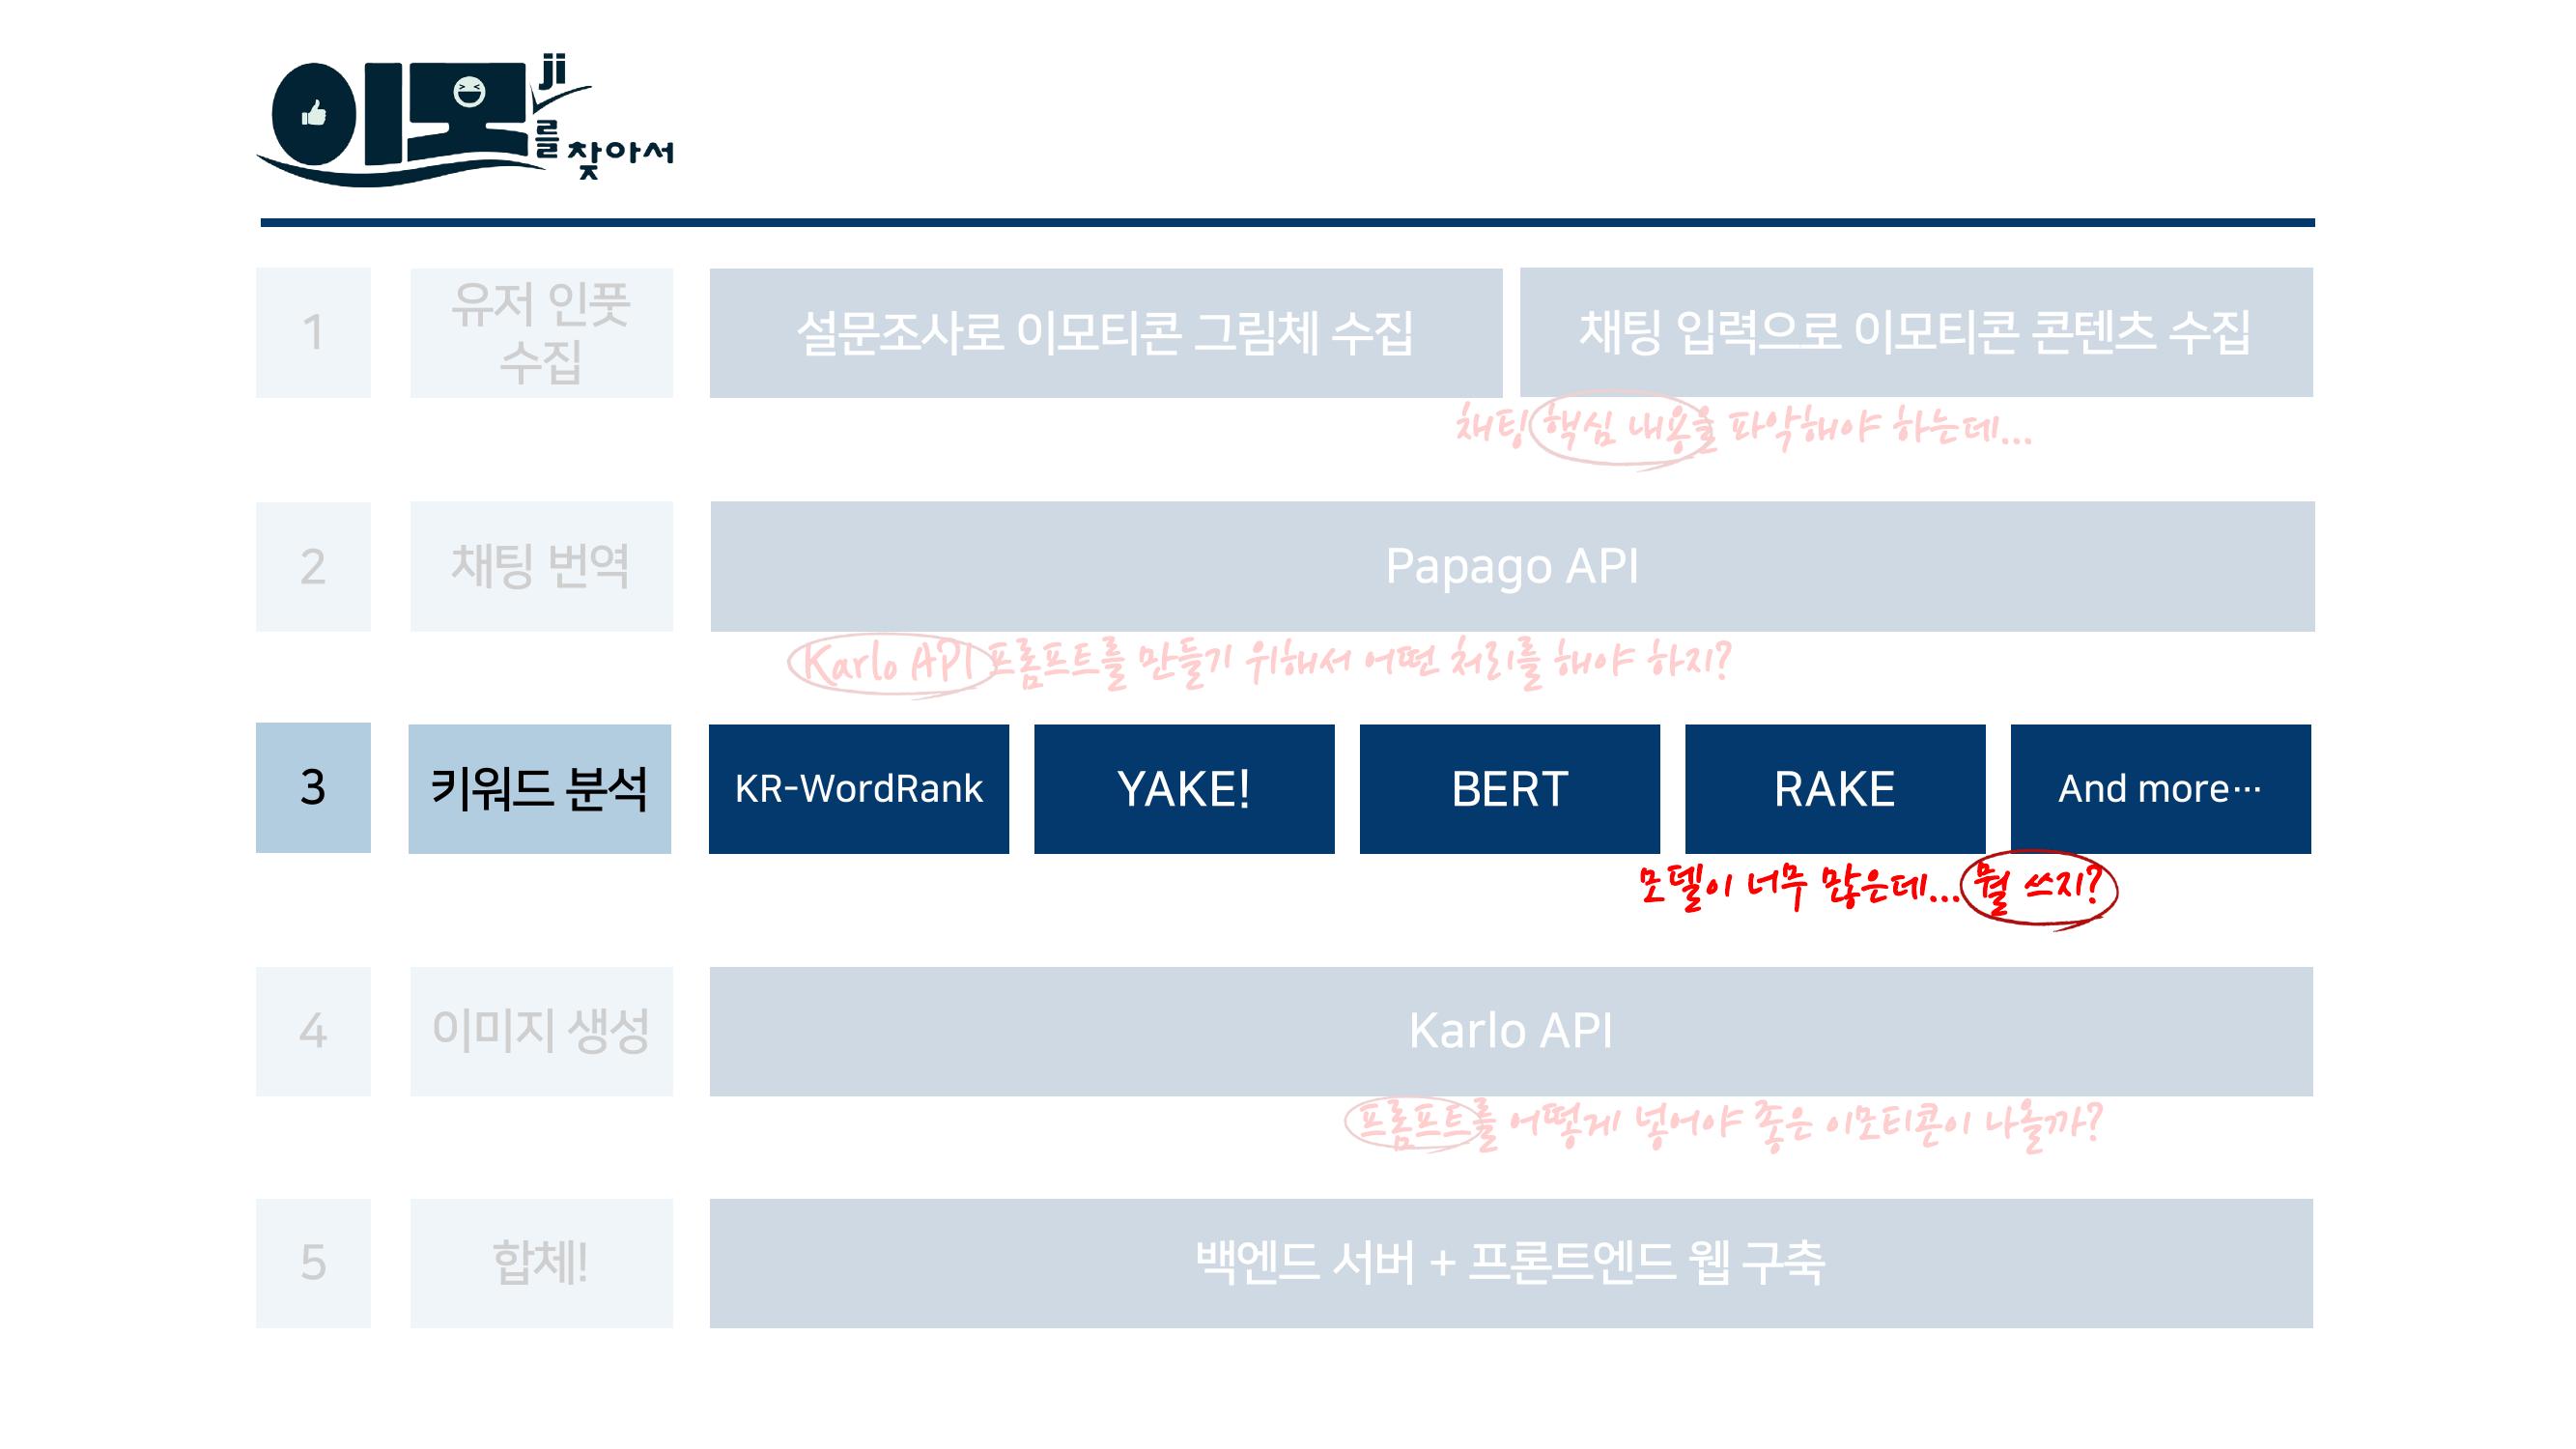 이모ji를 찾아서
1
유저 인풋
수집
설문조사로 이모티콘 그림체 수집
채팅 입력으로 이모티콘 콘텐츠 수집
채팅 핵심 내용을 파악해야 하는데...
2
채팅 번역
Papago API
Karlo API 프롬프트를 만들기 위해서 어떤 처리를 해야 하지?
3
키워드 분석
KR-WordRank
YAKE!
BERT
RAKE
And more…
모델이 너무 많은데... 뭘 쓰지?
4
이미지 생성
Karlo API
프롬프트를 어떻게 넣어야 좋은 이모티콘이 나올까?
5
합체!
백엔드 서버 + 프론트엔드 웹 구축